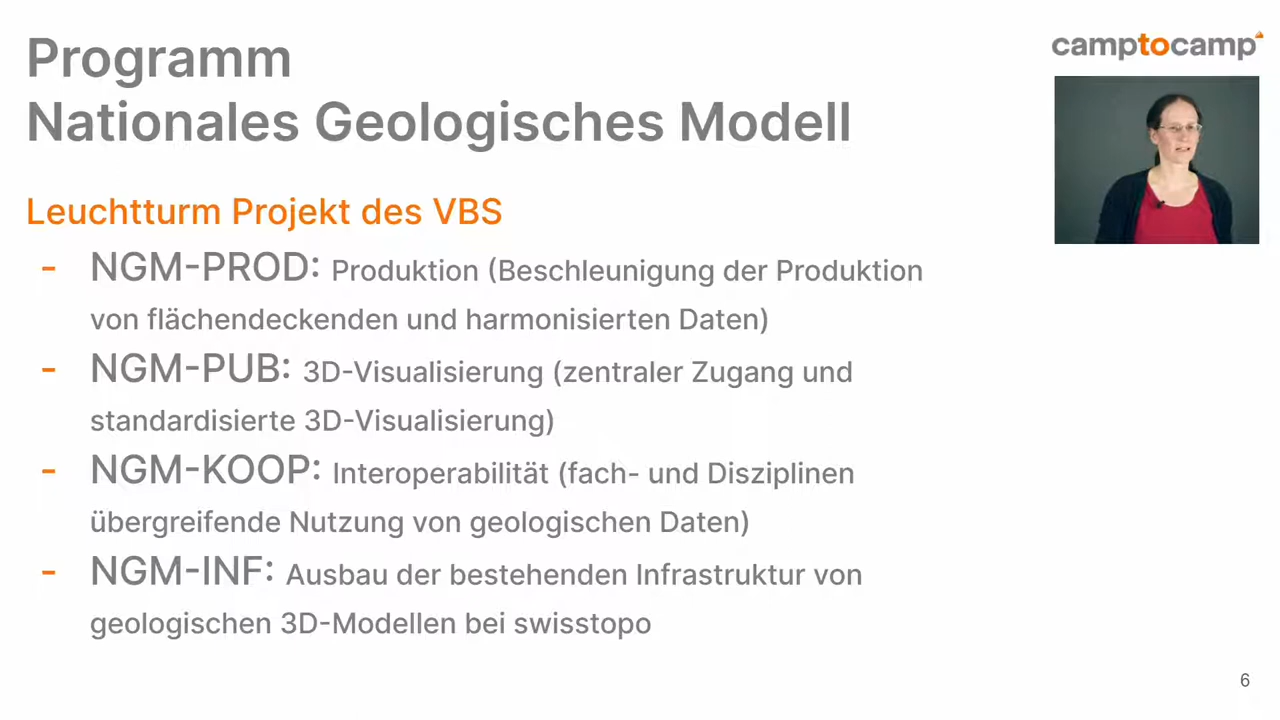 Programm
Nationales Geologisches Modell
camptocamp
Leuchtturm Projekt des VBS
- NGM-PROD: Produktion (Beschleunigung der Produktion
von flächendeckenden und harmonisierten Daten)
- NGM-PUB: 3D-Visualisierung (zentraler Zugang und
standardisierte 3D-Visualisierung)
- NGM-KOOP: Interoperabilität (fach- und Disziplinen
übergreifende Nutzung von geologischen Daten)
- NGM-INF: Ausbau der bestehenden Infrastruktur von
geologischen 3D-Modellen bei swisstopo
6